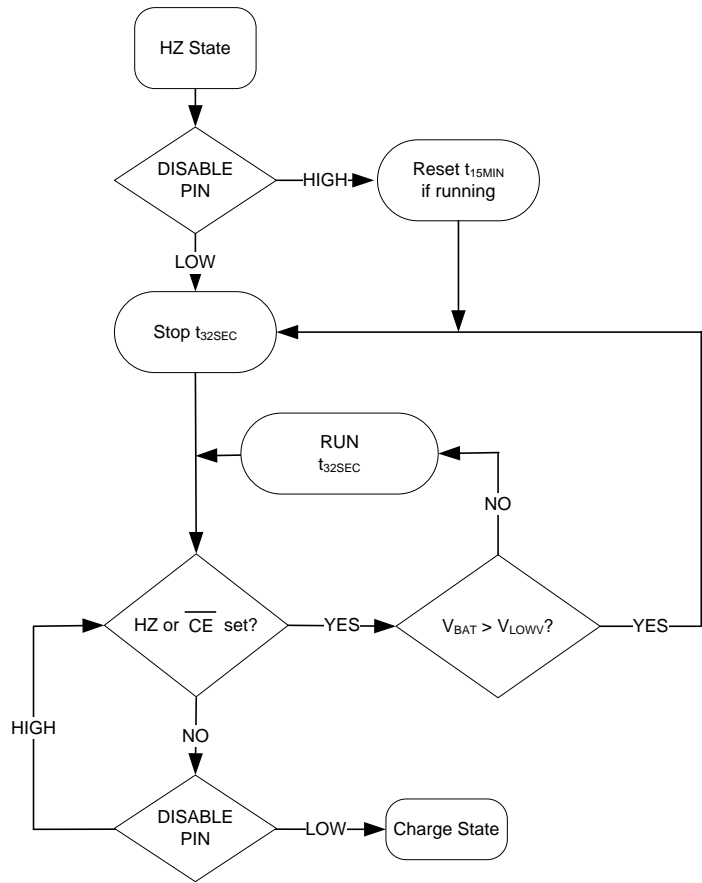 HZ State
DISABLE
PIN
HIGH
Reset t15MIN
if running
LOW
Stop t32SEC
RUN
t32SEC
NO
HZ or C̅E̅ set?
YES
VBAT > VLOWV?
YES
HIGH
NO
DISABLE
PIN
LOW
Charge State